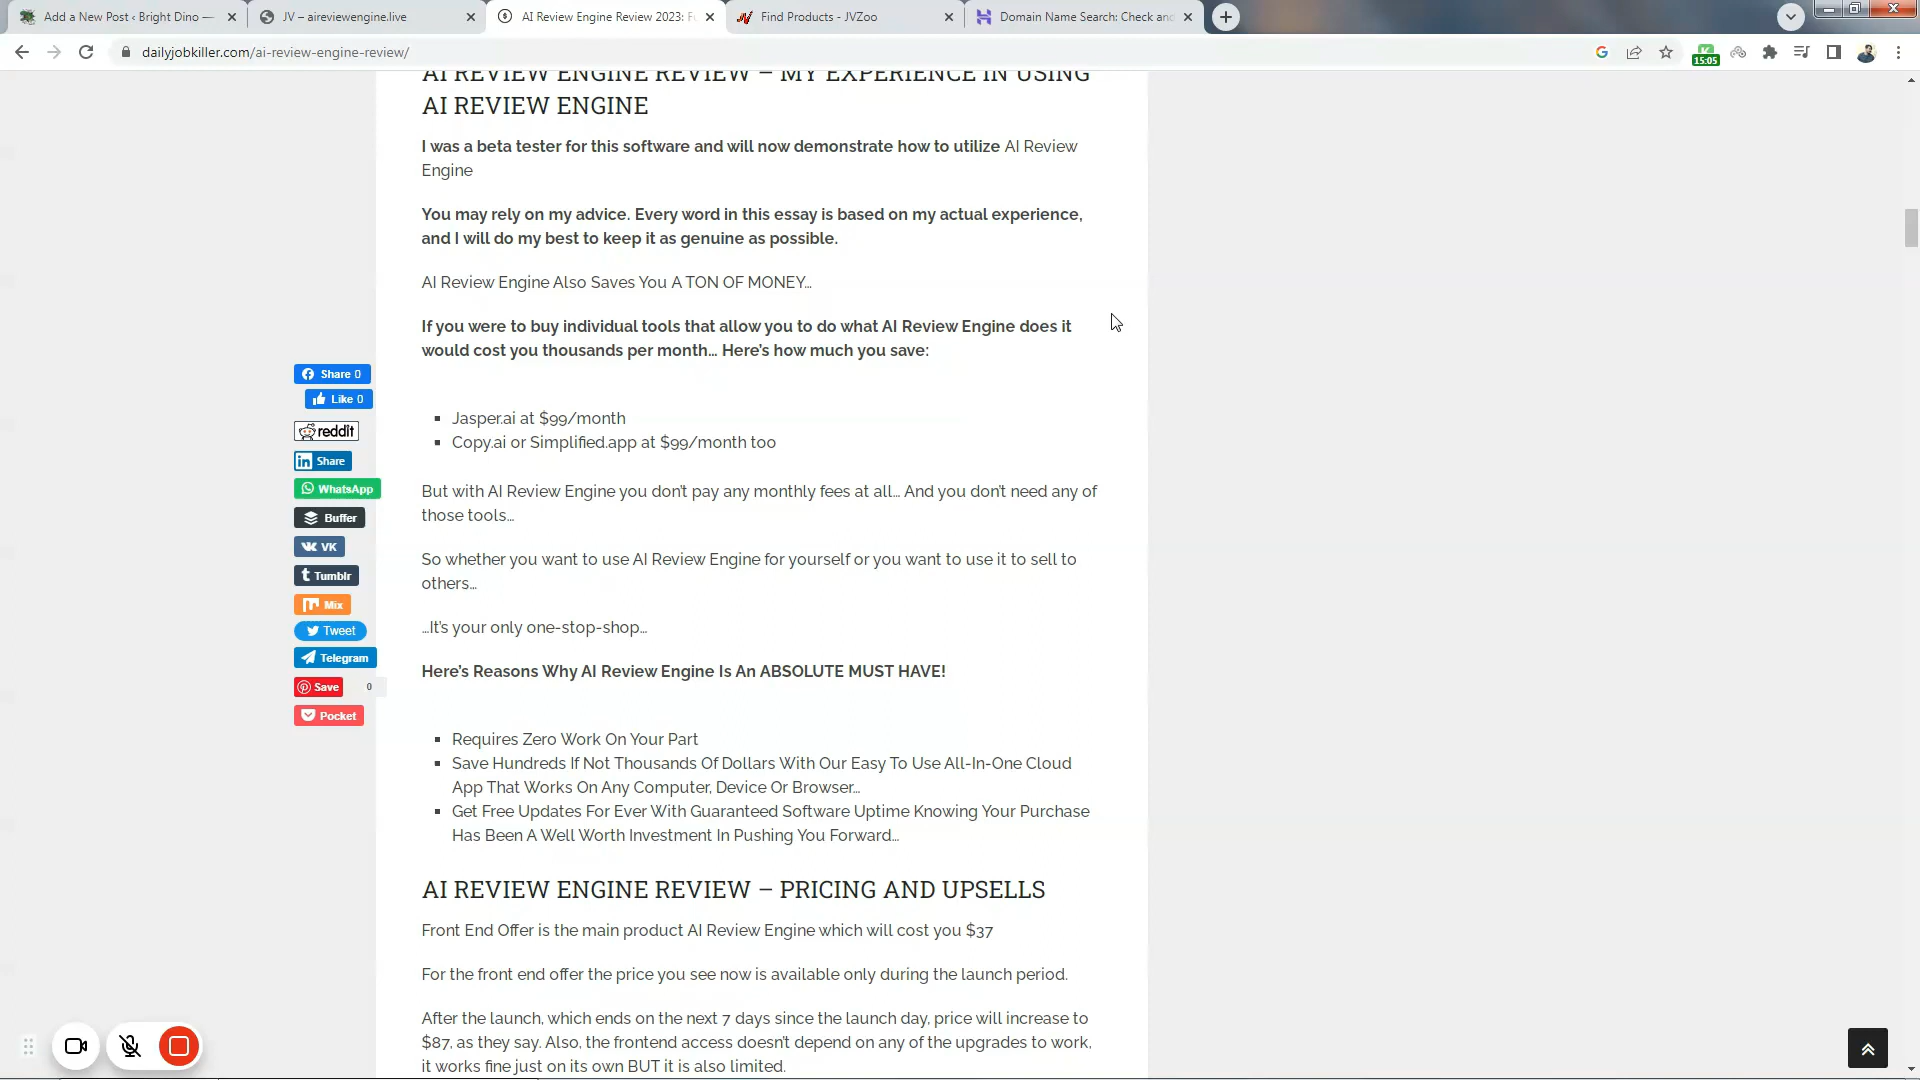 Add a New Post ‹ Bright Dino —
JV – aireviewengine.live
AI Review Engine Review 2023: F
Find Products - JVZoo
Domain Name Search: Check and
dailyjobkiller.com/ai-review-engine-review/
15:05
AI REVIEW ENGINE REVIEW – MY EXPERIENCE IN USING
AI REVIEW ENGINE
I was a beta tester for this software and will now demonstrate how to utilize AI Review
Engine
You may rely on my advice. Every word in this essay is based on my actual experience,
and I will do my best to keep it as genuine as possible.
AI Review Engine Also Saves You A TON OF MONEY…
If you were to buy individual tools that allow you to do what AI Review Engine does it
would cost you thousands per month… Here’s how much you save:
Share 0
Like 0
reddit
Share
WhatsApp
Buffer
VK
Tumblr
Mix
Tweet
Telegram
Save 0
Pocket
▪ Jasper.ai at $99/month
▪ Copy.ai or Simplified.app at $99/month too
But with AI Review Engine you don’t pay any monthly fees at all… And you don’t need any of
those tools…
So whether you want to use AI Review Engine for yourself or you want to use it to sell to
others…
…It’s your only one-stop-shop…
Here’s Reasons Why AI Review Engine Is An ABSOLUTE MUST HAVE!
▪ Requires Zero Work On Your Part
▪ Save Hundreds If Not Thousands Of Dollars With Our Easy To Use All-In-One Cloud
App That Works On Any Computer, Device Or Browser…
▪ Get Free Updates For Ever With Guaranteed Software Uptime Knowing Your Purchase
Has Been A Well Worth Investment In Pushing You Forward…
AI REVIEW ENGINE REVIEW – PRICING AND UPSELLS
Front End Offer is the main product AI Review Engine which will cost you $37
For the front end offer the price you see now is available only during the launch period.
After the launch, which ends on the next 7 days since the launch day, price will increase to
$87, as they say. Also, the frontend access doesn’t depend on any of the upgrades to work,
it works fine just on its own BUT it is also limited.